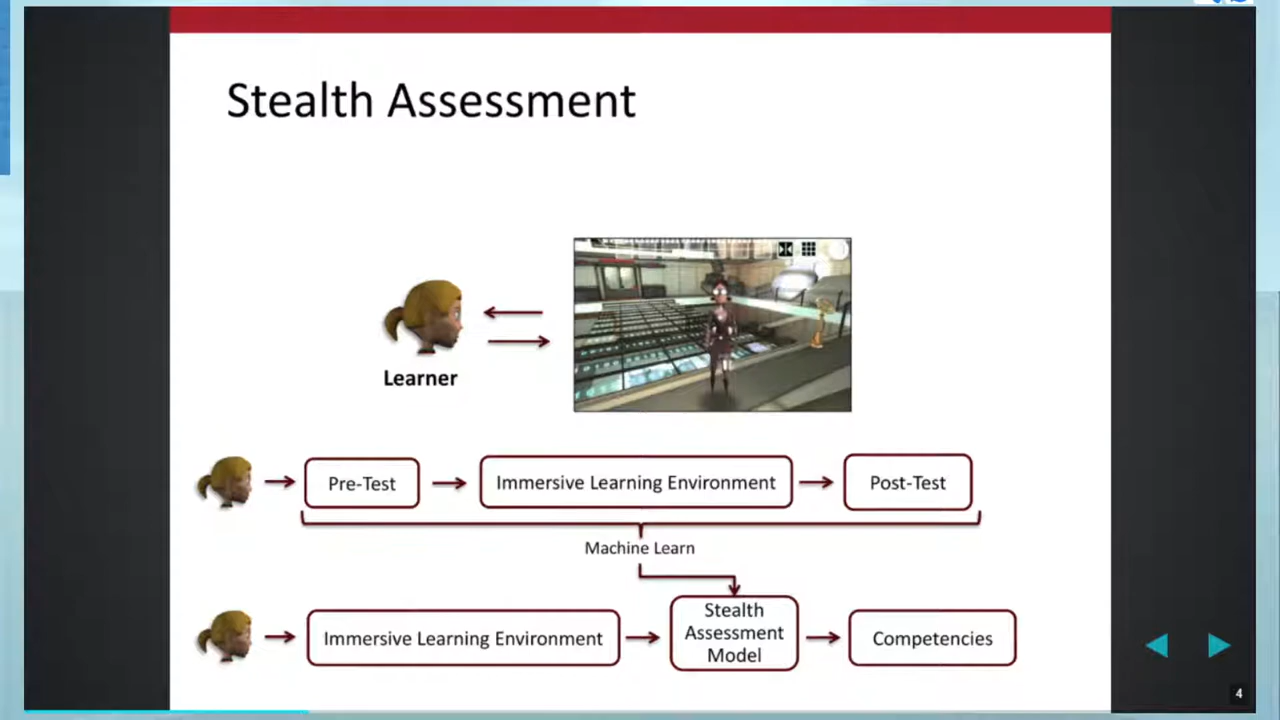 Stealth Assessment
Learner
Pre-Test
Immersive Learning Environment
Post-Test
Machine Learn
Immersive Learning Environment
Stealth
Assessment
Model
Competencies
4